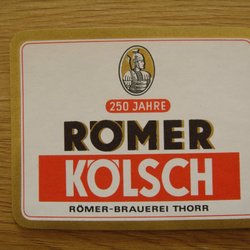 250 JAHRE
RÖMER
KÖLSCH
RÖMER-BRAUEREI THORR